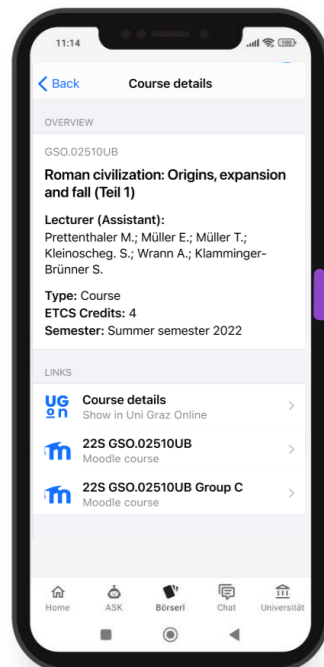 11:14
100
Back
Course details
OVERVIEW
GSO.02510UB
Roman civilization: Origins, expansion
and fall (Teil 1)
Lecturer (Assistant):
Prettenthaler M.; Müller E.; Müller T.;
Kleinoscheg. S.; Wrann A.; Klamminger-
Brünner S.
Type: Course
ETCS Credits: 4
Semester: Summer semester 2022
LINKS
UG
on
Course details
Show in Uni Graz Online
m
22S GSO.02510UB
Moodle course
m
22S GSO.02510UB Group C
Moodle course
Home
ASK
Börserl
Chat
Universität